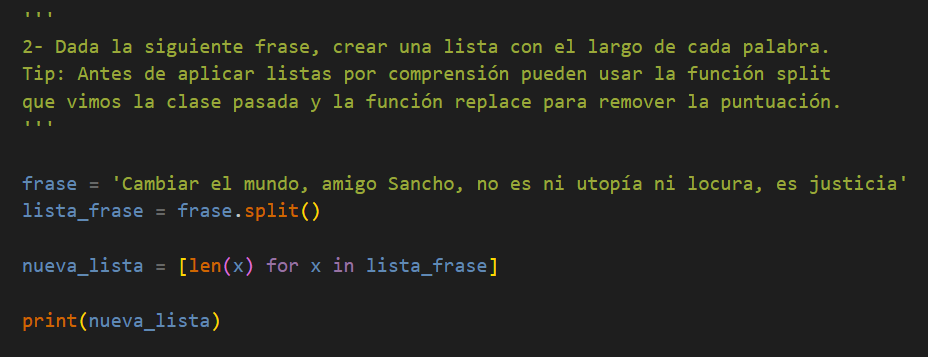 '''
2- Dada la siguiente frase, crear una lista con el largo de cada palabra.
Tip: Antes de aplicar listas por comprensión pueden usar la función split
que vimos la clase pasada y la función replace para remover la puntuación.
'''
frase = 'Cambiar el mundo, amigo Sancho, no es ni utopía ni locura, es justicia'
lista_frase = frase.split()
nueva_lista = [len(x) for x in lista_frase]
print(nueva_lista)